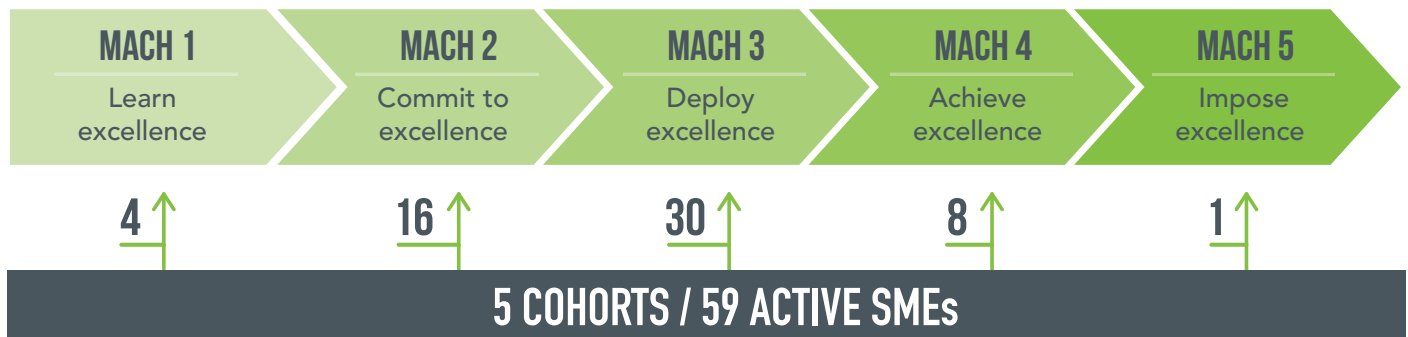 MACH 1
Learn
excellence
MACH 2
Commit to
excellence
MACH 3
Deploy
excellence
MACH 4
Achieve
excellence
MACH 5
Impose
excellence
4
16
30
8
1
5 COHORTS / 59 ACTIVE SMEs